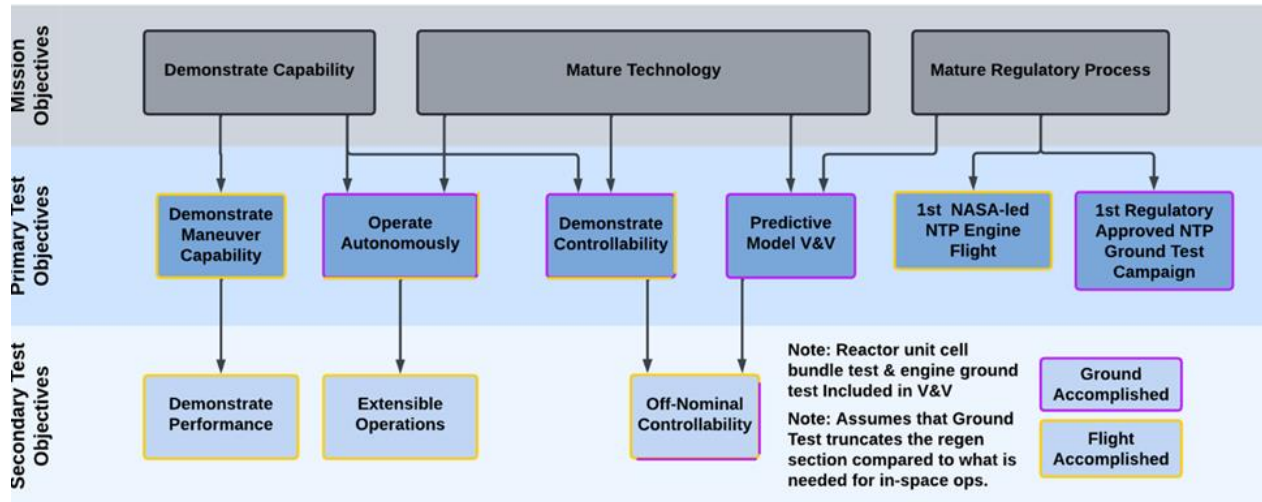 Mission
Objectives
Demonstrate Capability
Mature Technology
Mature Regulatory Process
Primary Test
Objectives
Demonstrate
Maneuver
Capability
Operate
Autonomously
Demonstrate
Controllability
Predictive
Model V&V
1st NASA-led
NTP Engine
Flight
1st Regulatory
Approved NTP
Ground Test
Campaign
Secondary Test
Objectives
Demonstrate
Performance
Extensible
Operations
Off-Nominal
Controllability
Note: Reactor unit cell
bundle test & engine ground
test Included in V&V
Note: Assumes that Ground
Test truncates the regen
section compared to what is
needed for in-space ops.
Ground
Accomplished
Flight
Accomplished